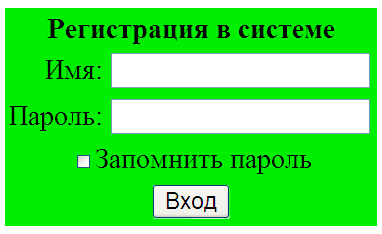 Регистрация в системе
Имя:
Пароль:
Запомнить пароль
Вход